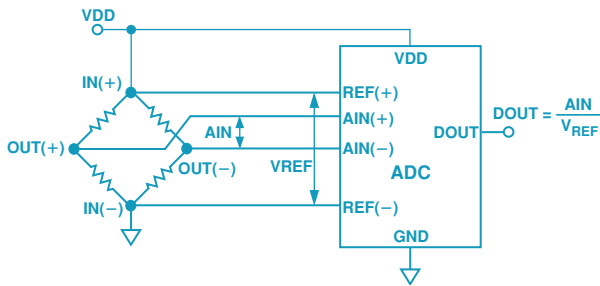 VDD
VDD
IN(+)
REF(+)
AIN(+)
DOUT = AIN / VREF
AIN
DOUT
OUT(+)
AIN(−)
OUT(−)
VREF
ADC
IN(−)
REF(−)
GND